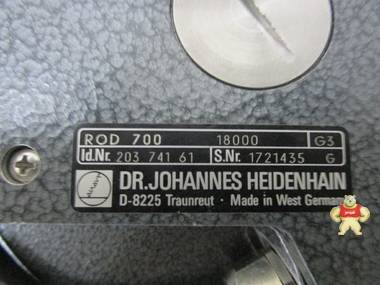 ROD 700 18000 G3
Id.Nr. 203 741 61 S.Nr. 1721435 G
DR.JOHANNES HEIDENHAIN
D-8225 Traunreut · Made in West German